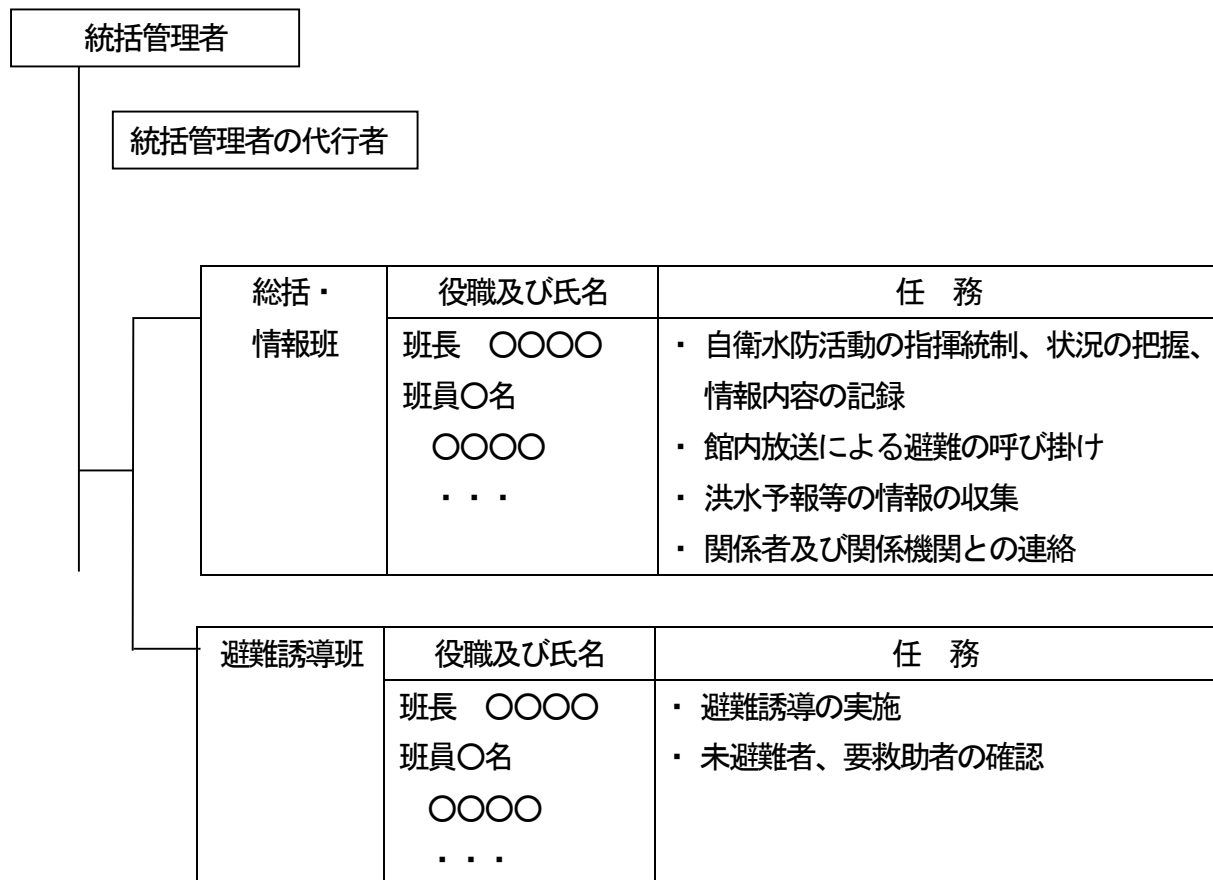 統括管理者
統括管理者の代行者
総括・
情報班
役職及び氏名
任　務
班長　〇〇〇〇
班員〇名
〇〇〇〇
・・・
・ 自衛水防活動の指揮統制、状況の把握、
情報内容の記録
・ 館内放送による避難の呼び掛け
・ 洪水予報等の情報の収集
・ 関係者及び関係機関との連絡
避難誘導班
役職及び氏名
任　務
班長　〇〇〇〇
班員〇名
〇〇〇〇
・・・
・ 避難誘導の実施
・ 未避難者、要救助者の確認